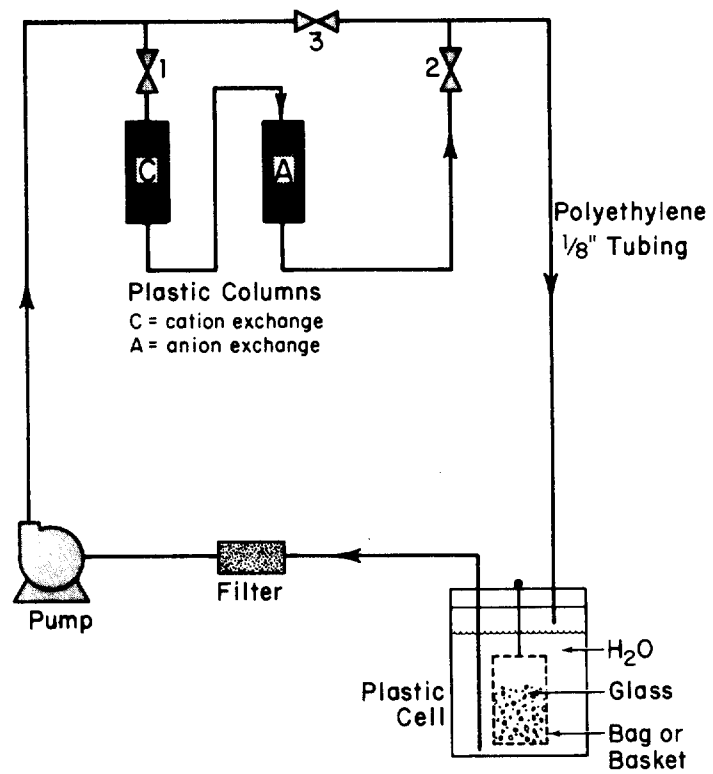 3
1
2
C
A
Polyethylene
1/8" Tubing
Plastic Columns
C = cation exchange
A = anion exchange
Filter
Pump
H₂O
Plastic
Cell
Glass
Bag or
Basket